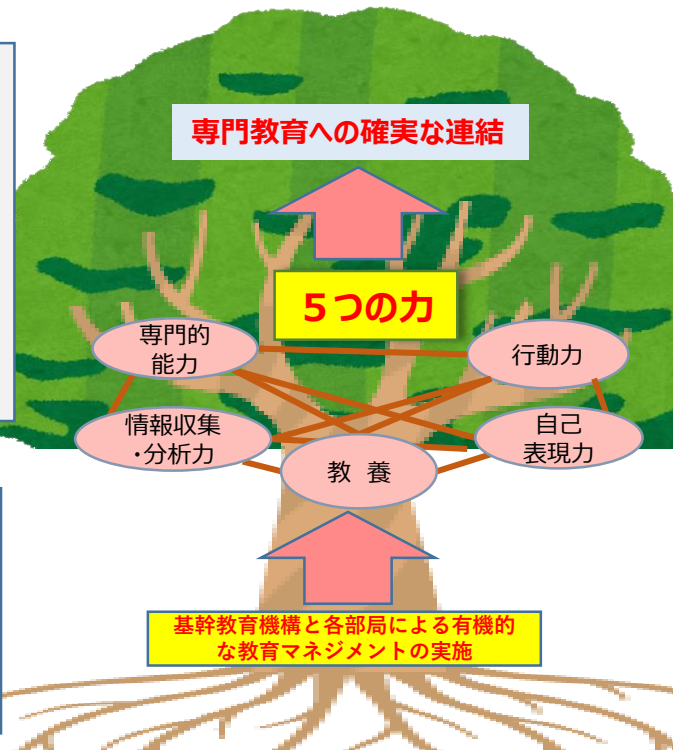 専門教育への確実な連結
５つの力
専門的
能力
行動力
情報収集
・分析力
自己
表現力
教 養
基幹教育機構と各部局による有機的
な教育マネジメントの実施